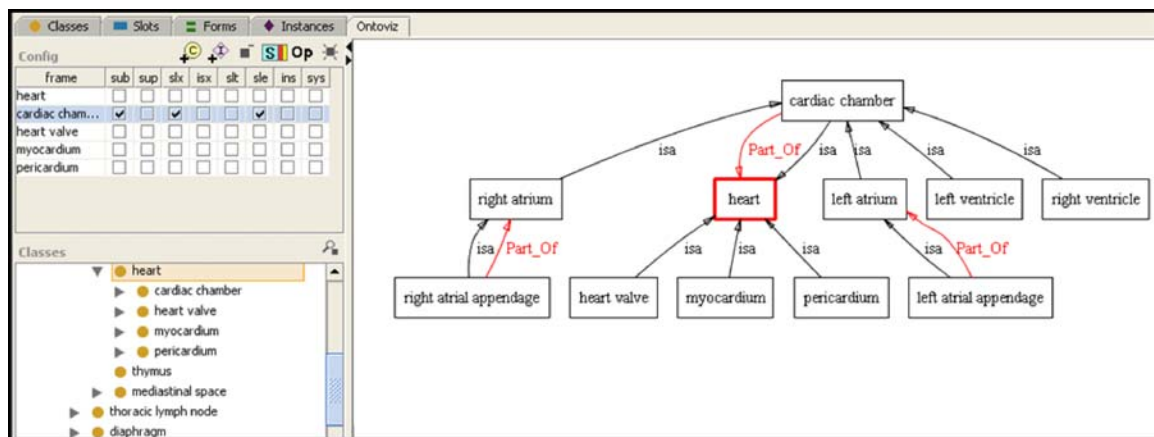 Classes Slots Forms Instances Ontoviz
Config Op
frame sub sup slx isx slt sle ins sys
heart
cardiac cham...
heart valve
myocardium
pericardium
Classes
heart
cardiac chamber
heart valve
myocardium
pericardium
thymus
mediastinal space
thoracic lymph node
diaphragm
cardiac chamber
isa Part_Of isa isa isa isa
right atrium heart left atrium left ventricle right ventricle
isa Part_Of isa isa isa isa Part_Of
right atrial appendage heart valve myocardium pericardium left atrial appendage